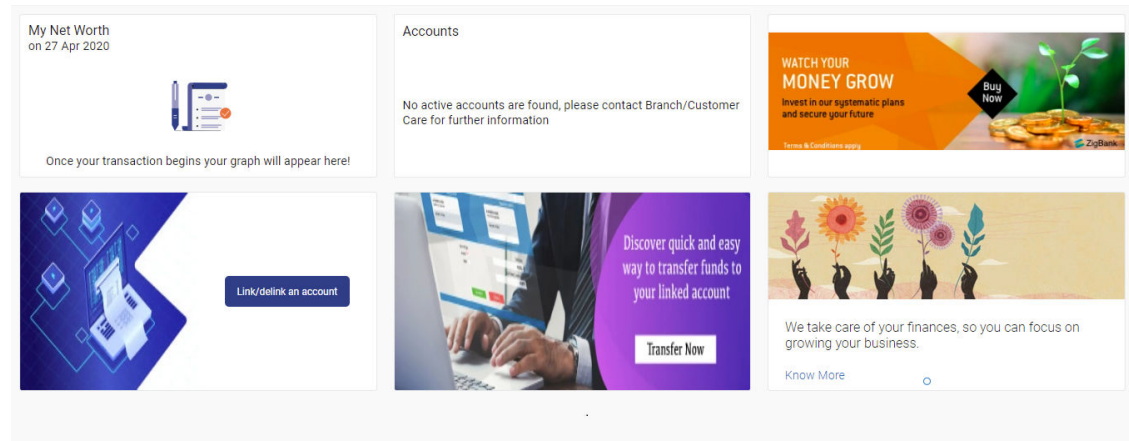 My Net Worth
on 27 Apr 2020
Once your transaction begins your graph will appear here!
Accounts
No active accounts are found, please contact Branch/Customer
Care for further information
WATCH YOUR
MONEY GROW
Invest in our systematic plans
and secure your future
Terms & Conditions apply
Buy
Now
ZigBank
Link/delink an account
Discover quick and easy
way to transfer funds to
your linked account
Transfer Now
We take care of your finances, so you can focus on
growing your business.
Know More